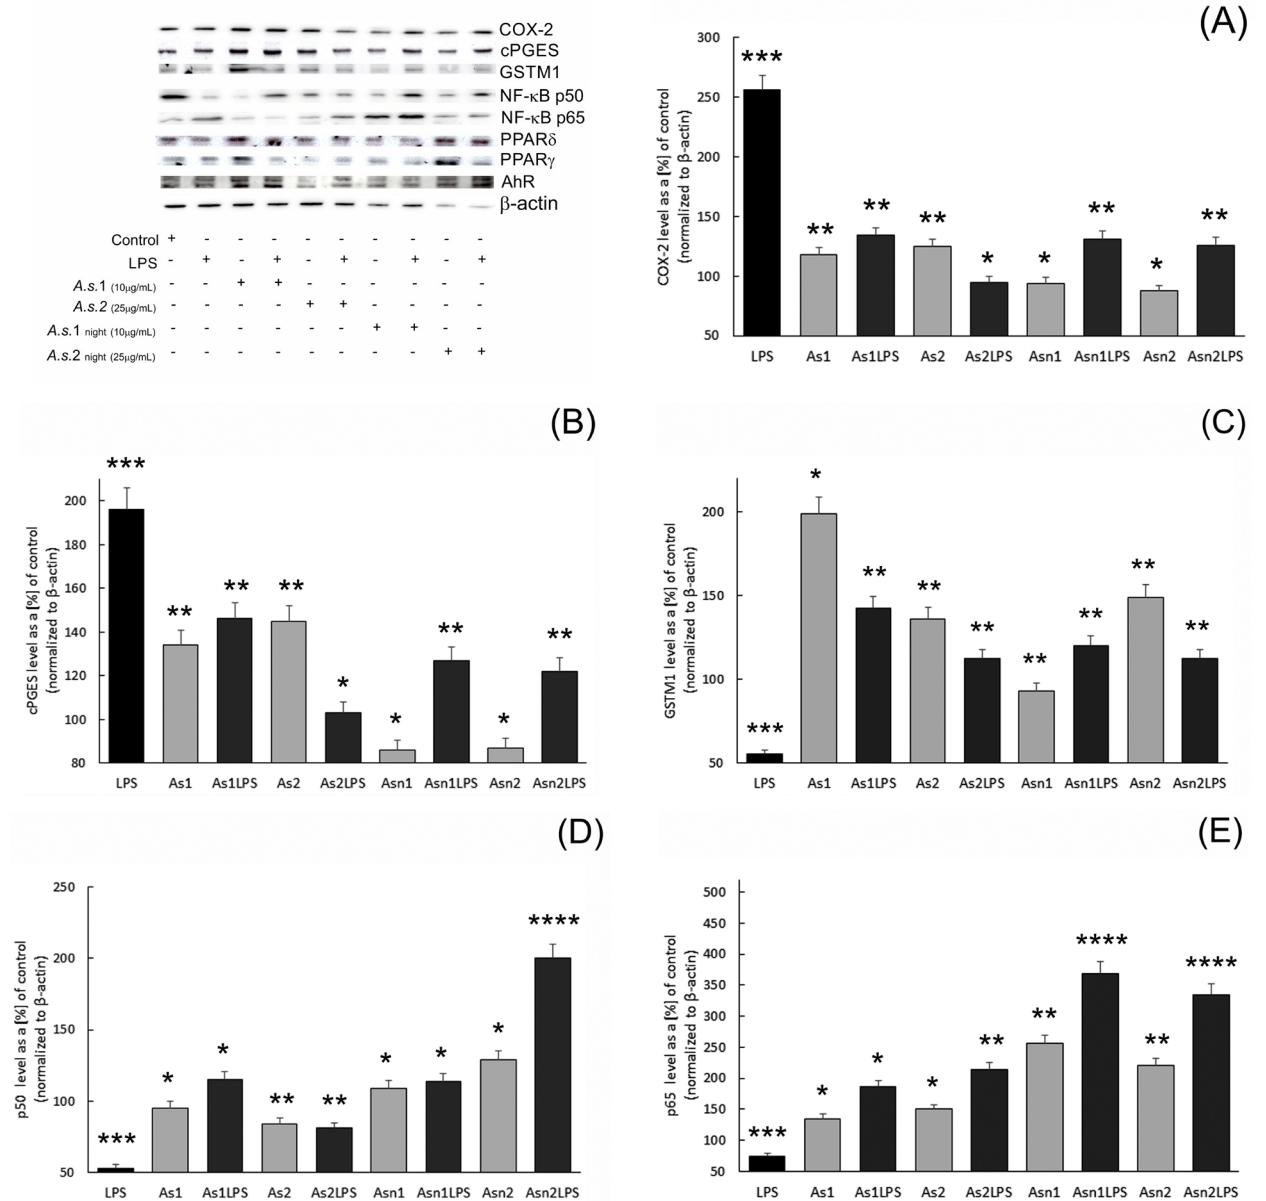 COX-2
cPGES
GSTM1
NF-κB p50
NF-κB p65
PPARδ
PPARγ
AhR
β-actin
Control + - - - - - - - - -
LPS - + - + - + - + - +
A.s.1 (10μg/mL) - - + + - - - - - -
A.s.2 (25μg/mL) - - - - + + - - - -
A.s.1 night (10μg/mL) - - - - - - + + - -
A.s.2 night (25μg/mL) - - - - - - - - + +
(A)
COX-2 level as a [%] of control
(normalized to β-actin)
300
250
200
150
100
50
*** ** ** ** * * ** * **
LPS As1 As1LPS As2 As2LPS Asn1 Asn1LPS Asn2 Asn2LPS
(B)
cPGES level as a [%] of control
(normalized to β-actin)
200
180
160
140
120
100
80
*** ** ** ** * * ** * **
LPS As1 As1LPS As2 As2LPS Asn1 Asn1LPS Asn2 Asn2LPS
(C)
GSTM1 level as a [%] of control
(normalized to β-actin)
200
150
100
50
*** * ** ** ** ** ** ** **
LPS As1 As1LPS As2 As2LPS Asn1 Asn1LPS Asn2 Asn2LPS
(D)
p50 level as a [%] of control
(normalized to β-actin)
250
200
150
100
50
*** * * ** ** * * * ****
LPS As1 As1LPS As2 As2LPS Asn1 Asn1LPS Asn2 Asn2LPS
(E)
p65 level as a [%] of control
(normalized to β-actin)
500
450
400
350
300
250
200
150
100
50
*** * * * ** ** **** ** ****
LPS As1 As1LPS As2 As2LPS Asn1 Asn1LPS Asn2 Asn2LPS